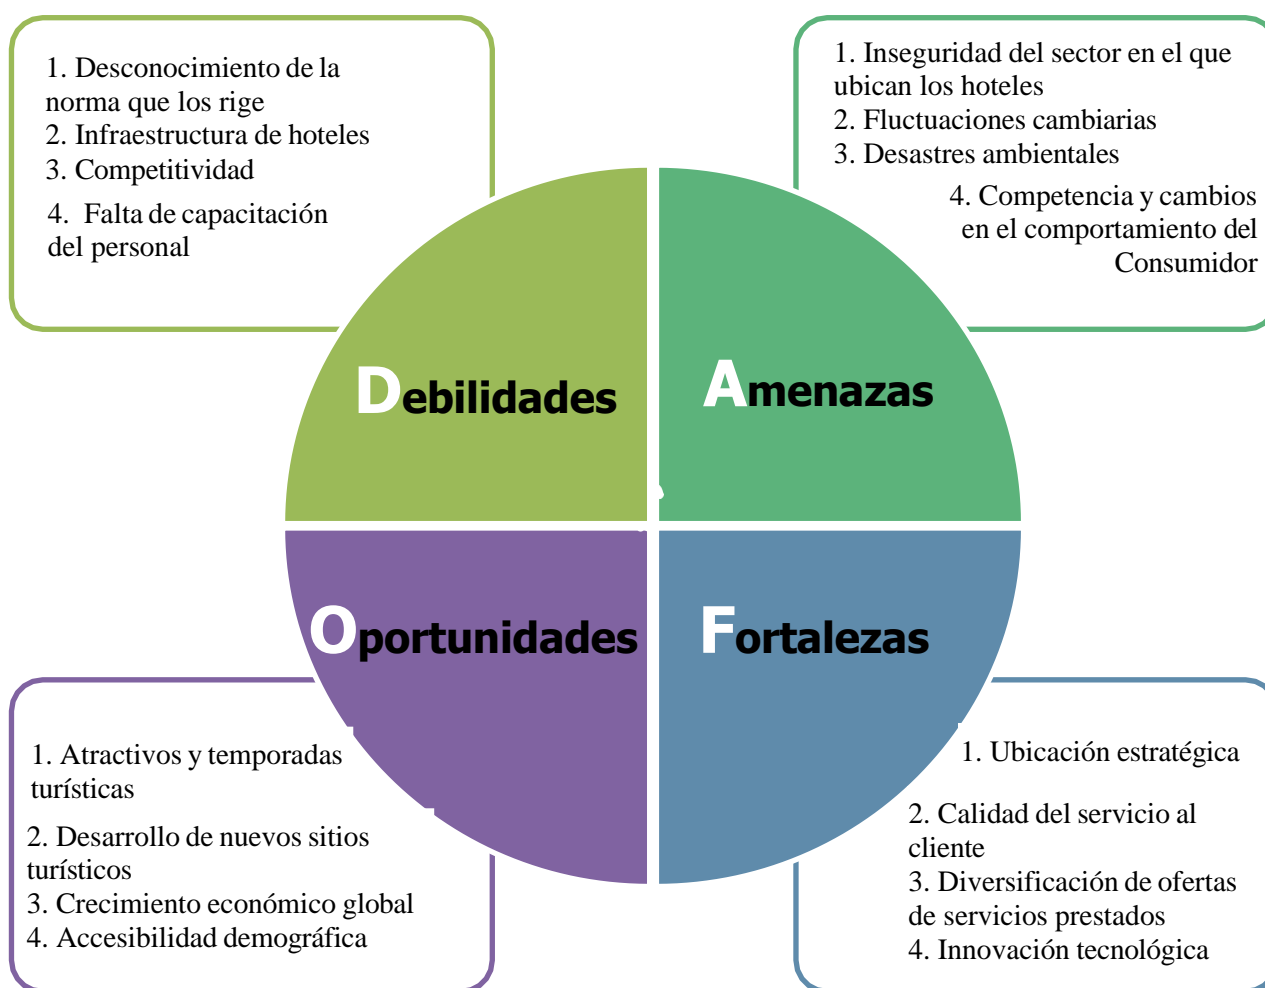 1. Desconocimiento de la
norma que los rige
2. Infraestructura de hoteles
3. Competitividad
4. Falta de capacitación
del personal
1. Inseguridad del sector en el que
ubican los hoteles
2. Fluctuaciones cambiarias
3. Desastres ambientales
4. Competencia y cambios
en el comportamiento del
Consumidor
Debilidades
Amenazas
Oportunidades
Fortalezas
1. Atractivos y temporadas
turísticas
2. Desarrollo de nuevos sitios
turísticos
3. Crecimiento económico global
4. Accesibilidad demográfica
1. Ubicación estratégica
2. Calidad del servicio al
cliente
3. Diversificación de ofertas
de servicios prestados
4. Innovación tecnológica